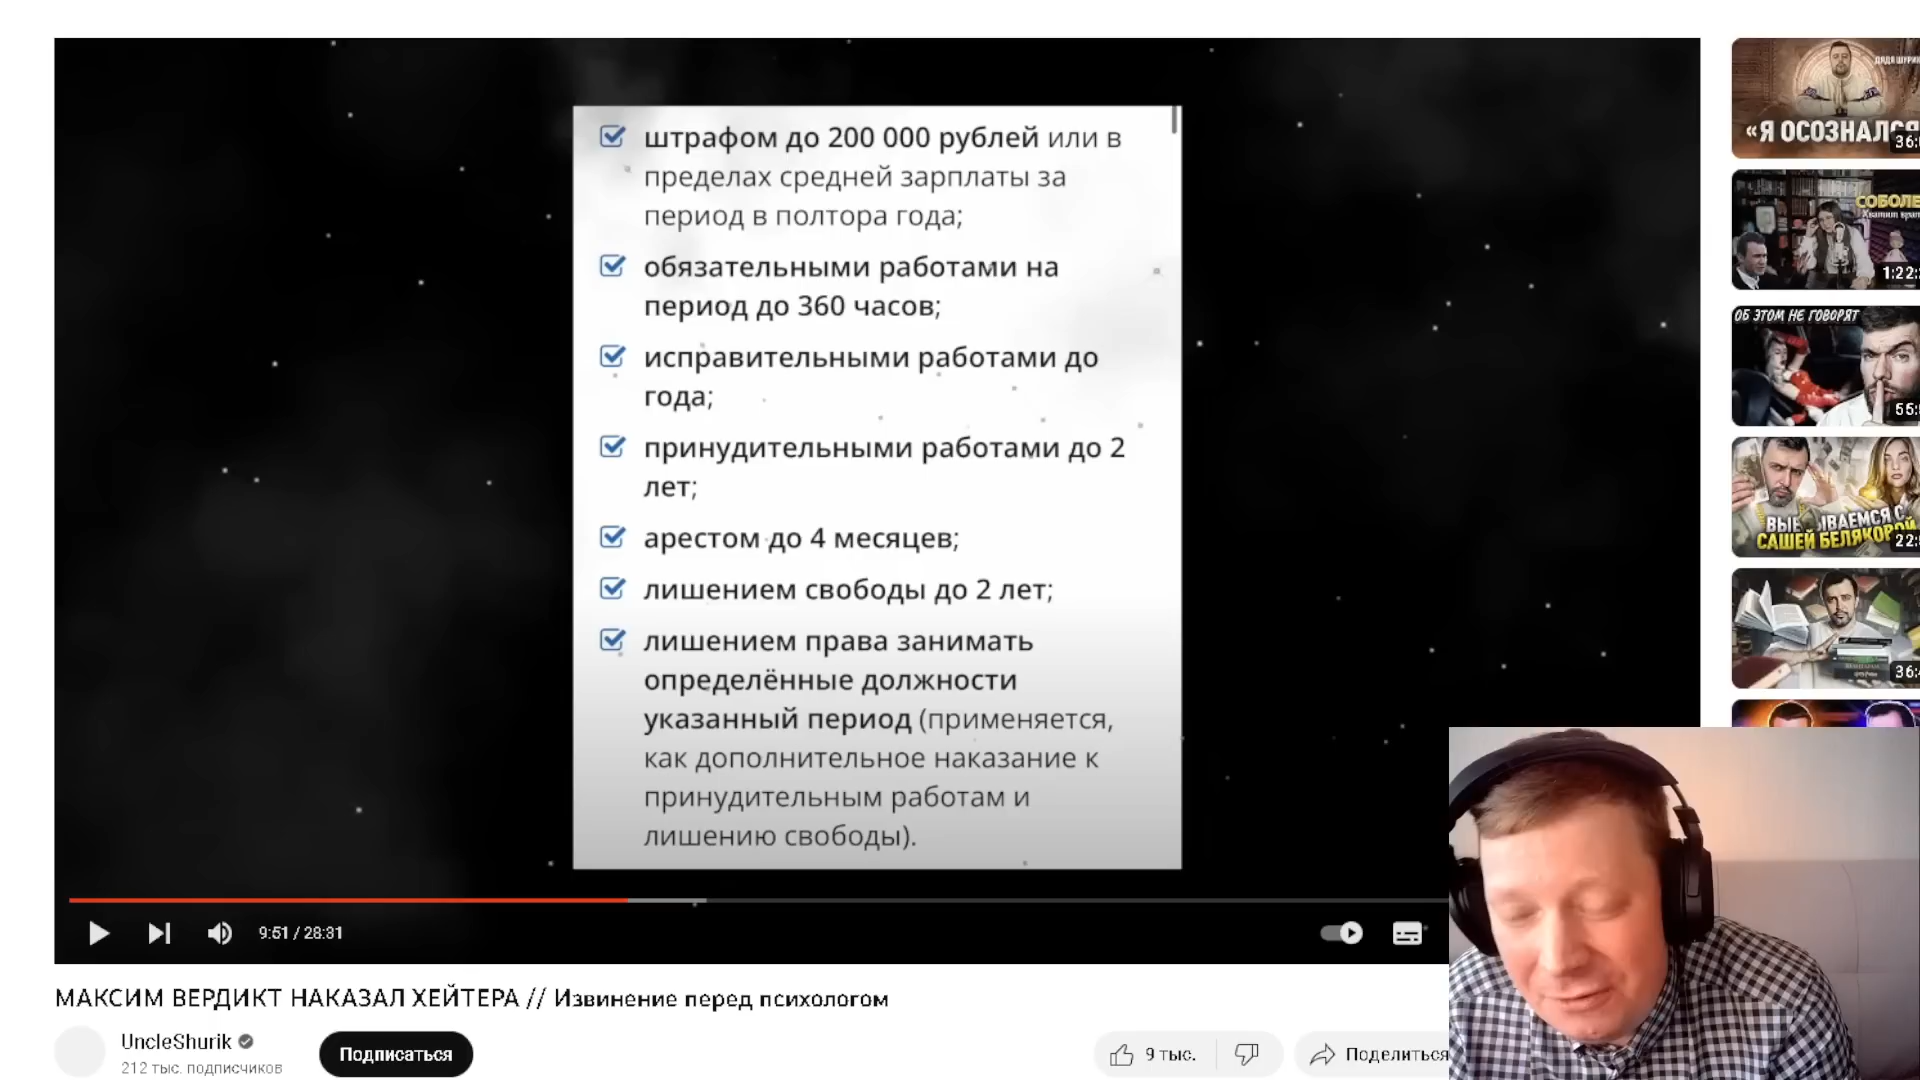 штрафом до 200 000 рублей или в
пределах средней зарплаты за
период в полтора года;
обязательными работами на
период до 360 часов;
исправительными работами до
года;
принудительными работами до 2
лет;
арестом до 4 месяцев;
лишением свободы до 2 лет;
лишением права занимать
определённые должности
указанный период (применяется,
как дополнительное наказание к
принудительным работам и
лишению свободы).
9:51 / 28:31
МАКСИМ ВЕРДИКТ НАКАЗАЛ ХЕЙТЕРА // Извинение перед психологом
UncleShurik
212 тыс. подписчиков
Подписаться
9 тыс.
Поделиться
«Я ОСОЗНАЛСЯ
36:
СОБОЛЕ
1:22:
ОБ ЭТОМ НЕ ГОВОРЯТ
55:
САШЕЙ БЕЛЯКОВОЙ
22:
36: